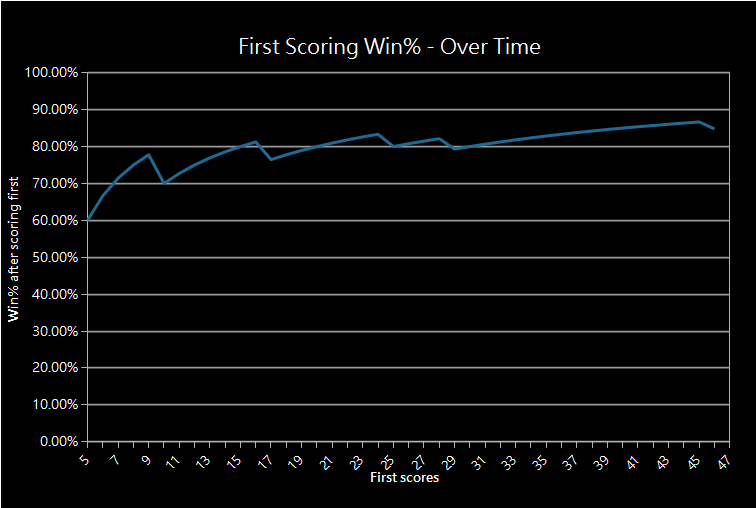 First Scoring Win% - Over Time
100.00%
90.00%
80.00%
70.00%
60.00%
50.00%
40.00%
30.00%
20.00%
10.00%
0.00%
Win% after scoring first
5 7 9 11 13 15 17 19 21 23 25 27 29 31 33 35 37 39 41 43 45 47
First scores